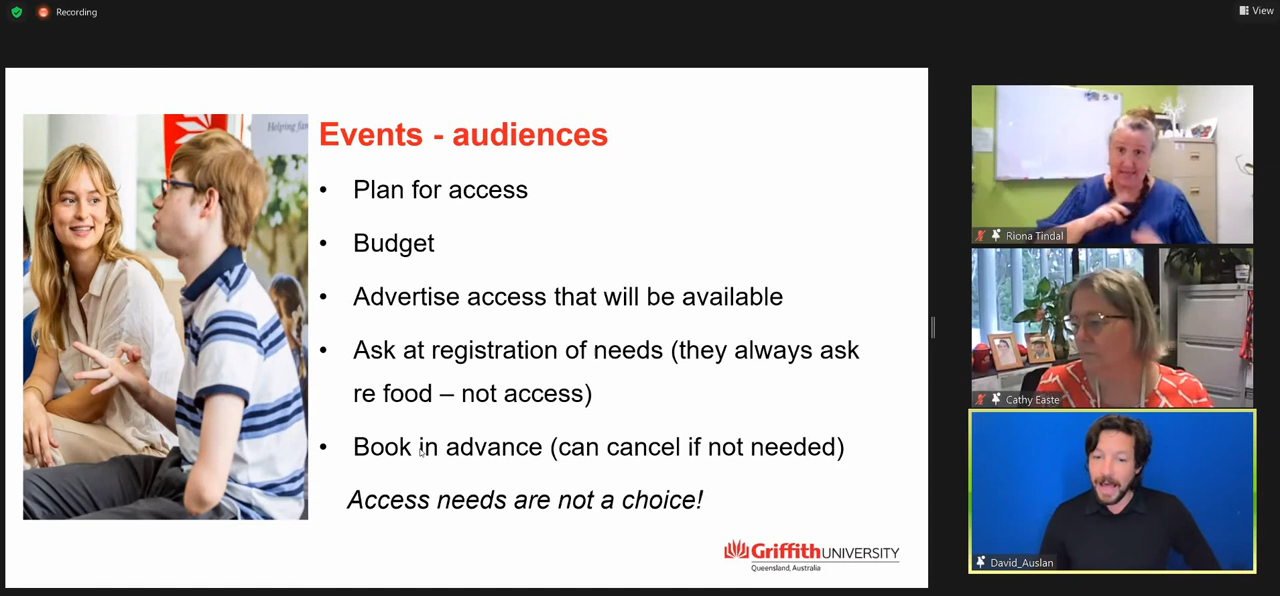 Recording
View
Helping fam
Events - audiences
• Plan for access
• Budget
• Advertise access that will be available
• Ask at registration of needs (they always ask
re food – not access)
• Book in advance (can cancel if not needed)
Access needs are not a choice!
Griffith UNIVERSITY
Queensland, Australia
Riona Tindal
Cathy Easte
David_Auslan